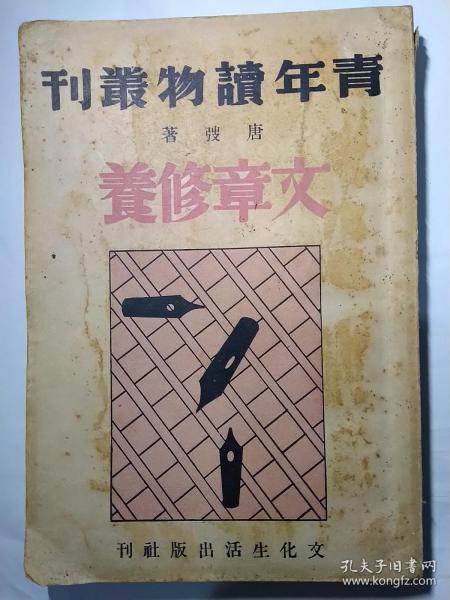 青年讀物叢刊
唐弢著
文章修養
文化生活出版社刊
孔夫子旧书网
www.kongfz.com